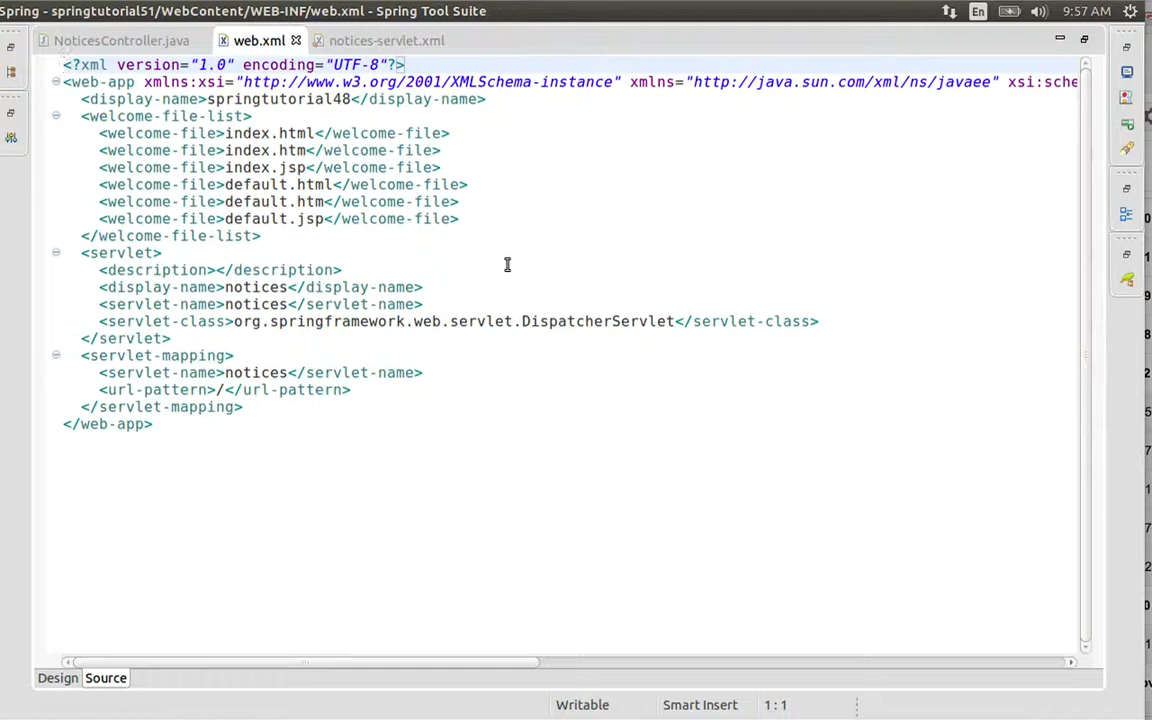 Spring - springtutorial51/WebContent/WEB-INF/web.xml - Spring Tool Suite
En
9:57 AM
NoticesController.java
web.xml
notices-servlet.xml
<?xml version="1.0" encoding="UTF-8"?>
<web-app xmlns:xsi="http://www.w3.org/2001/XMLSchema-instance" xmlns="http://java.sun.com/xml/ns/javaee" xsi:sche
<display-name>springtutorial48</display-name>
<welcome-file-list>
<welcome-file>index.html</welcome-file>
<welcome-file>index.htm</welcome-file>
<welcome-file>index.jsp</welcome-file>
<welcome-file>default.html</welcome-file>
<welcome-file>default.htm</welcome-file>
<welcome-file>default.jsp</welcome-file>
</welcome-file-list>
<servlet>
<description></description>
<display-name>notices</display-name>
<servlet-name>notices</servlet-name>
<servlet-class>org.springframework.web.servlet.DispatcherServlet</servlet-class>
</servlet>
<servlet-mapping>
<servlet-name>notices</servlet-name>
<url-pattern>/</url-pattern>
</servlet-mapping>
</web-app>
Design
Source
Writable
Smart Insert
1 : 1